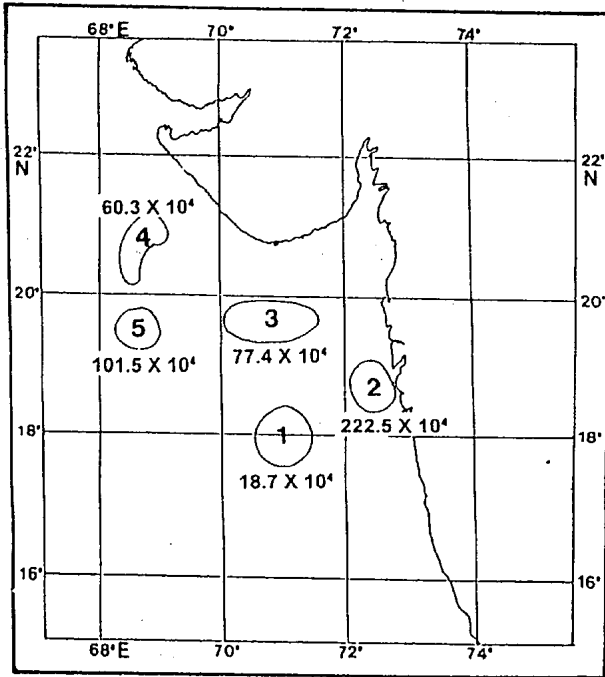 68° E 70° 72° 74°
22° N 22°
60.3 X 10⁴
4
20° 20°
5 3
101.5 X 10⁴ 77.4 X 10⁴
2
222.5 X 10⁴
18° 1 18°
18.7 X 10⁴
16° 16°
68° E 70° 72° 74°